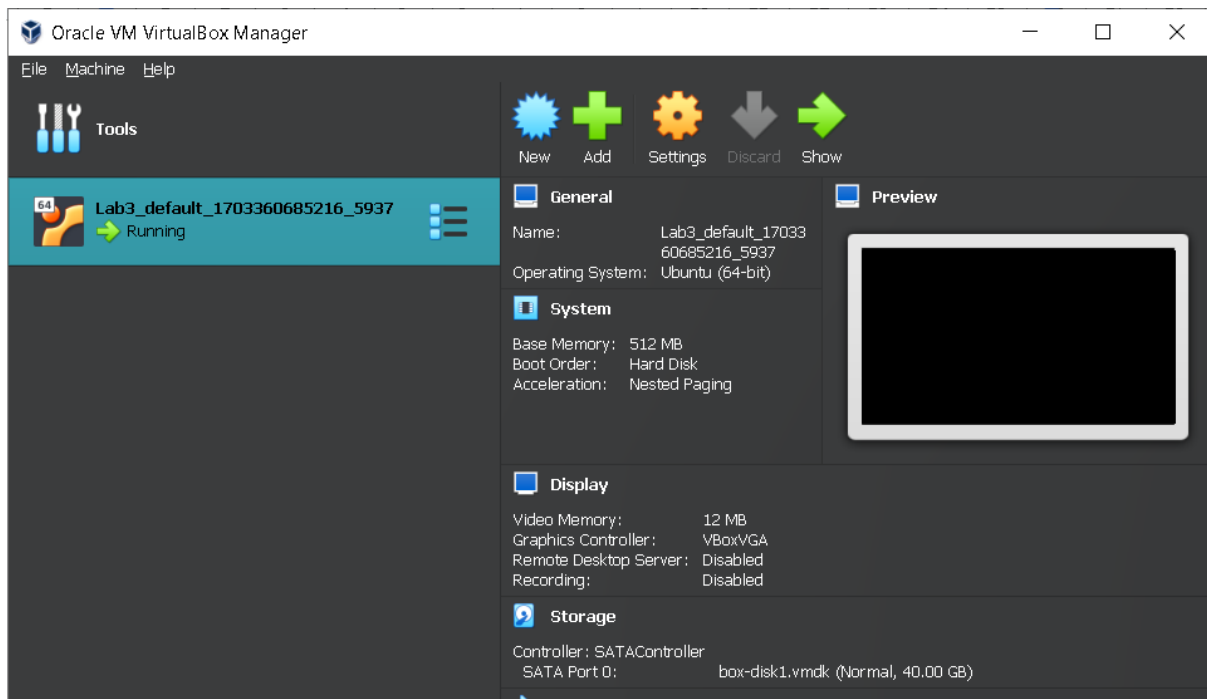 Oracle VM VirtualBox Manager
File Machine Help
Tools
New Add Settings Discard Show
64
Lab3_default_1703360685216_5937
Running
General
Name: Lab3_default_17033
60685216_5937
Operating System: Ubuntu (64-bit)
Preview
System
Base Memory: 512 MB
Boot Order: Hard Disk
Acceleration: Nested Paging
Display
Video Memory: 12 MB
Graphics Controller: VBoxVGA
Remote Desktop Server: Disabled
Recording: Disabled
Storage
Controller: SATAController
SATA Port 0: box-disk1.vmdk (Normal, 40.00 GB)